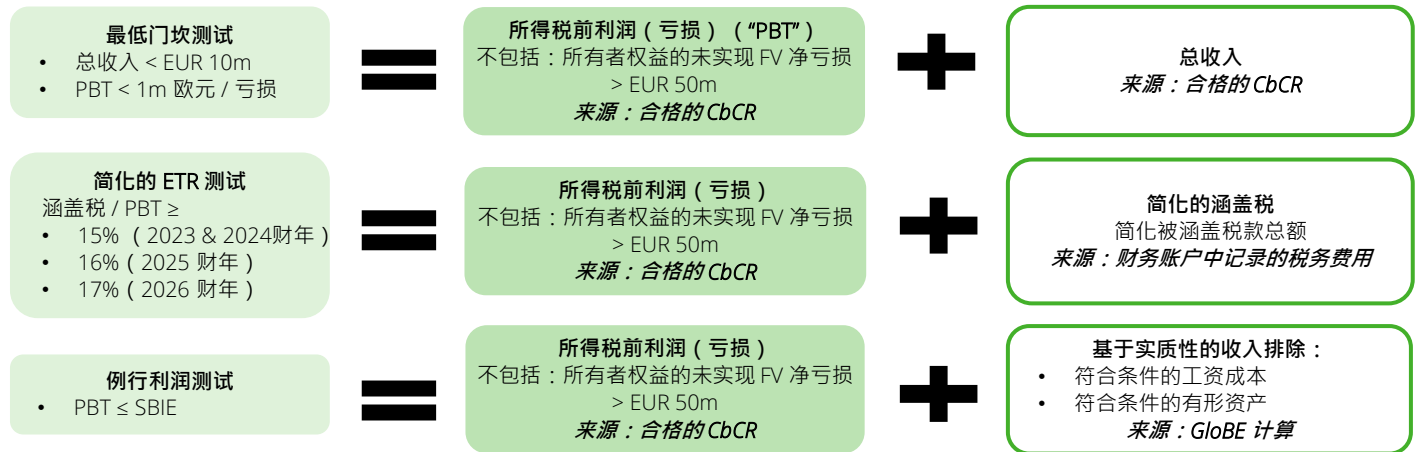 最低门坎测试
• 总收入 < EUR 10m
• PBT < 1m 欧元 / 亏损
所得税前利润（亏损）（“PBT”）
不包括：所有者权益的未实现 FV 净亏损
> EUR 50m
来源：合格的 CbCR
总收入
来源：合格的 CbCR
简化的 ETR 测试
涵盖税 / PBT ≥
• 15% （2023 & 2024财年）
• 16%（2025 财年）
• 17%（2026 财年）
所得税前利润（亏损）
不包括：所有者权益的未实现 FV 净亏损
> EUR 50m
来源：合格的 CbCR
简化的涵盖税
简化被涵盖税款总额
来源：财务账户中记录的税务费用
例行利润测试
• PBT ≤ SBIE
所得税前利润（亏损）
不包括：所有者权益的未实现 FV 净亏损
> EUR 50m
来源：合格的 CbCR
基于实质性的收入排除：
• 符合条件的工资成本
• 符合条件的有形资产
来源：GloBE 计算